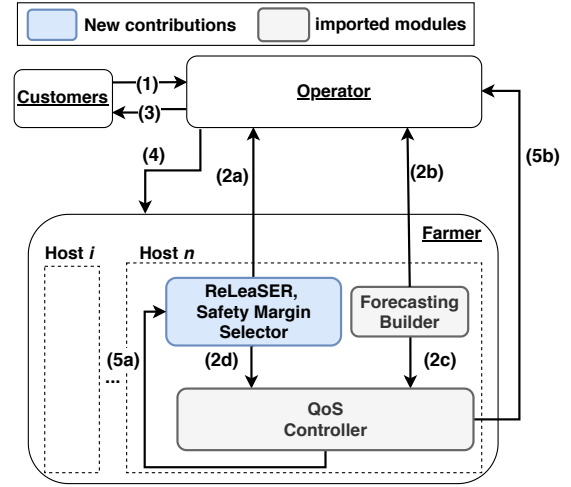 New contributions
imported modules
Customers
(1)
(3)
Operator
(4)
(2a)
(2b)
(5b)
Farmer
Host i
Host n
ReLeaSER,
Safety Margin
Selector
Forecasting
Builder
(5a)
(2d)
(2c)
...
QoS
Controller